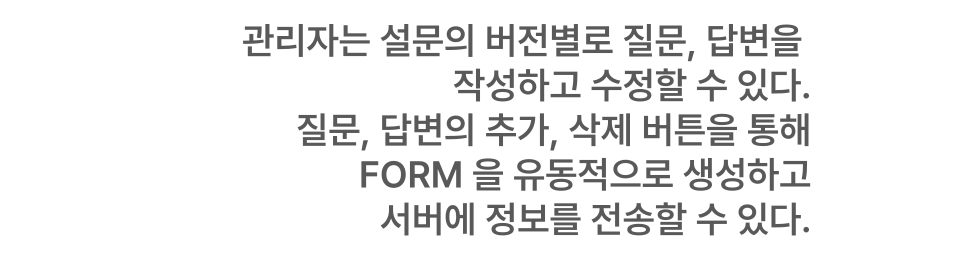 관리자는 설문의 버전별로 질문, 답변을
작성하고 수정할 수 있다.
질문, 답변의 추가, 삭제 버튼을 통해
FORM 을 유동적으로 생성하고
서버에 정보를 전송할 수 있다.